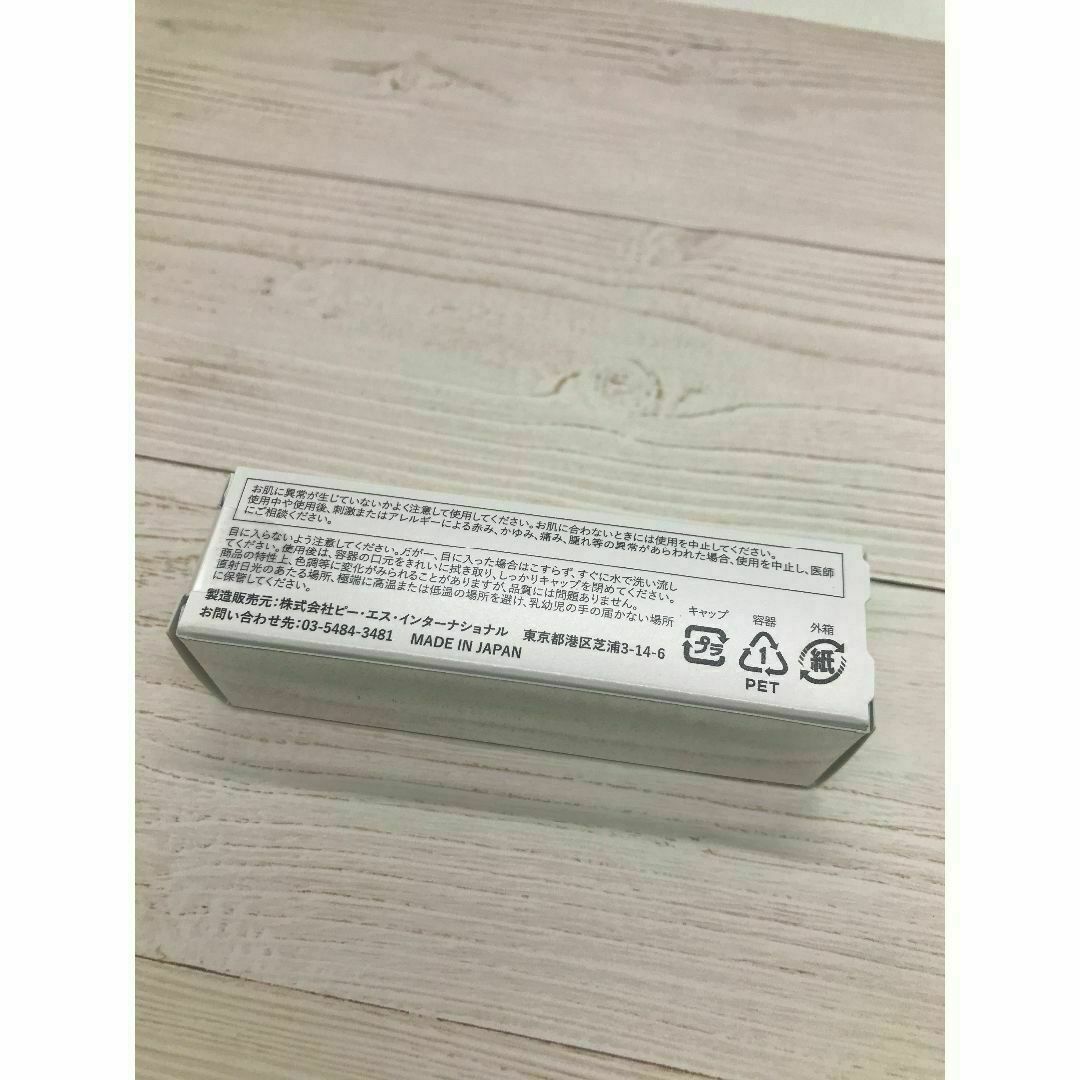 お肌に異常が生じていないかよく注意して使用してください。お肌に合わないときには使用を中止してください。
使用中や使用後、刺激またはアレルギーによる赤み、かゆみ、痛み、腫れ等の異常があらわれた場合、使用を中止し、医師
にご相談ください。
目に入らないよう注意してください。万が一、目に入った場合はこすらず、すぐに水で洗い流し
てください。使用後は、容器の口元をきれいに拭き取り、しっかりキャップを閉めてください。
商品の特性上、色調等に変化がみられることがありますが、品質には問題ありません。
直射日光のあたる場所、極端に高温または低温の場所を避け、乳幼児の手の届かない場所
に保管してください。
製造販売元：株式会社ピー・エス・インターナショナル 東京都港区芝浦3-14-6
お問い合わせ先：03-5484-3481 MADE IN JAPAN
キャップ 容器 外箱
プラ 1 紙
PET